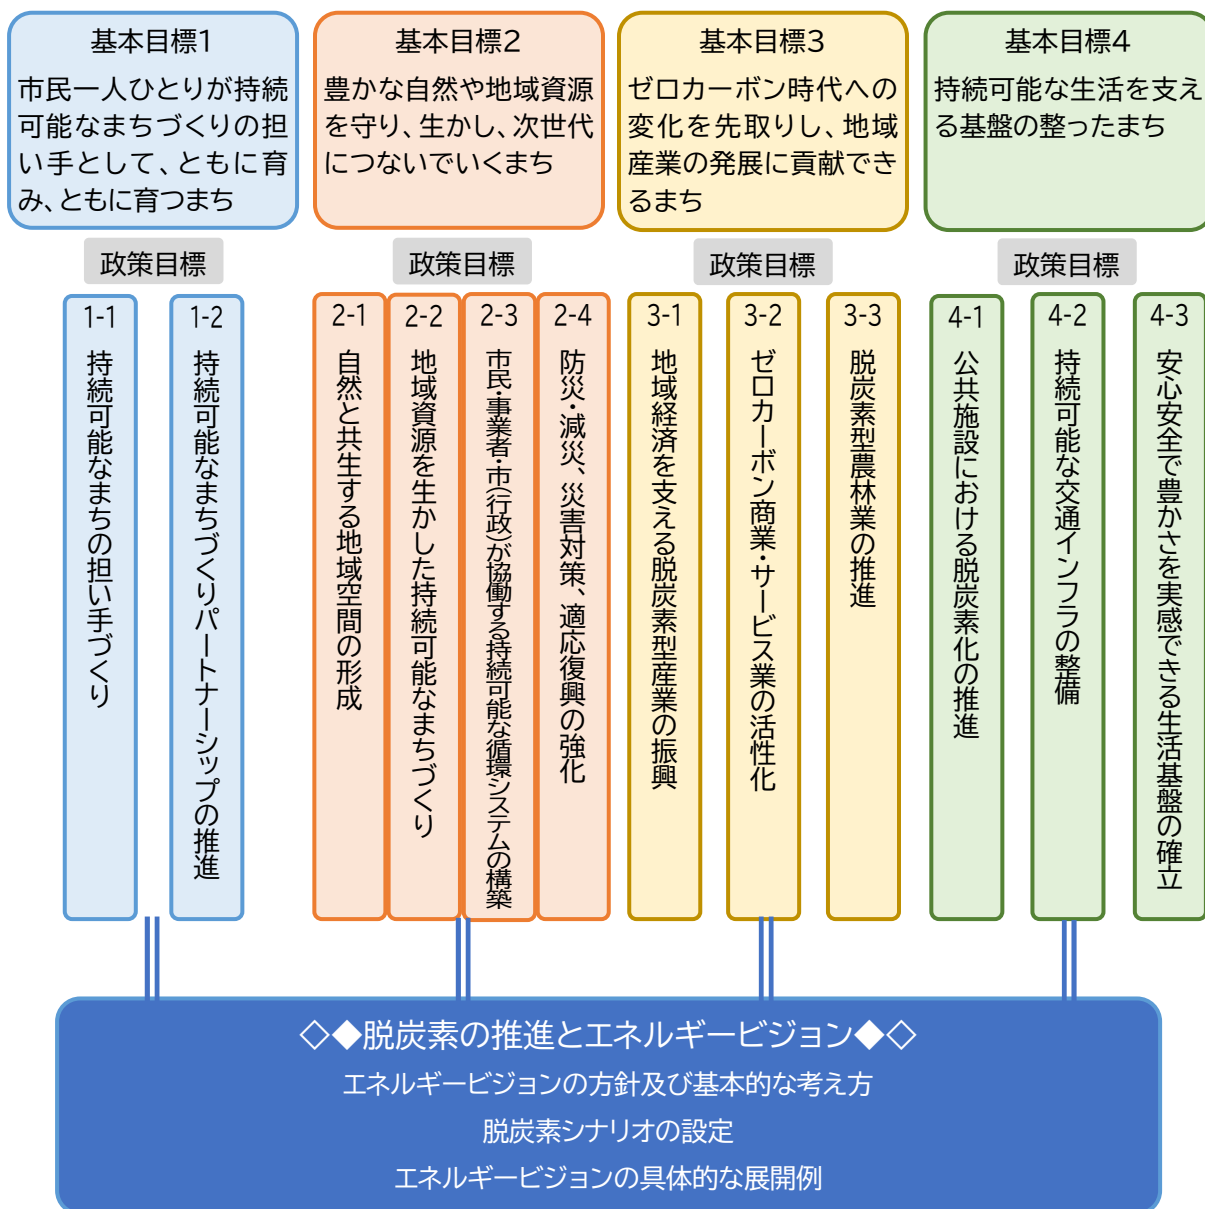 基本目標1
市民一人ひとりが持続
可能なまちづくりの担
い手として、ともに育
み、ともに育つまち
基本目標2
豊かな自然や地域資源
を守り、生かし、次世代
につないでいくまち
基本目標3
ゼロカーボン時代への
変化を先取りし、地域
産業の発展に貢献でき
るまち
基本目標4
持続可能な生活を支え
る基盤の整ったまち
政策目標
政策目標
政策目標
政策目標
1-1
持続可能なまちの担い手づくり
1-2
持続可能なまちづくりパートナーシップの推進
2-1
自然と共生する地域空間の形成
2-2
地域資源を生かした持続可能なまちづくり
2-3
市民・事業者・市(行政)が協働する持続可能な循環システムの構築
2-4
防災・減災、災害対策、適応復興の強化
3-1
地域経済を支える脱炭素型産業の振興
3-2
ゼロカーボン商業・サービス業の活性化
3-3
脱炭素型農林業の推進
4-1
公共施設における脱炭素化の推進
4-2
持続可能な交通インフラの整備
4-3
安心安全で豊かさを実感できる生活基盤の確立
◇◆脱炭素の推進とエネルギービジョン◆◇
エネルギービジョンの方針及び基本的な考え方
脱炭素シナリオの設定
エネルギービジョンの具体的な展開例